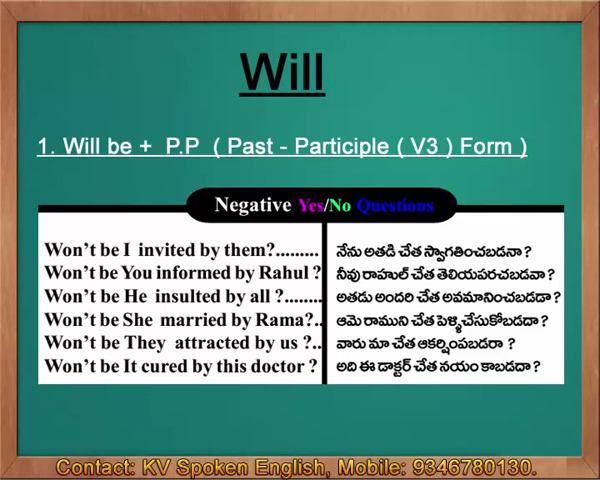 Will
1. Will be + P.P ( Past - Participle ( V3 ) Form )
Negative Yes/No Questions
Won't be I invited by them?......... నేను అతడి చేత స్వాగతించబడనా ?
Won't be You informed by Rahul ? నీవు రాహుల్ చేత తెలియపరచబడవా ?
Won't be He insulted by all ?........ అతడు అందరి చేత అవమానించబడడా ?
Won't be She married by Rama?.. ఆమె రాముని చేత పెళ్ళిచేసుకోబడదా ?
Won't be They attracted by us ?.. వారు మా చేత ఆకర్షింపబడరా ?
Won't be It cured by this doctor ? అది ఈ డాక్టర్ చేత నయం కాబడదా ?
Contact: KV Spoken English, Mobile: 9346780130.